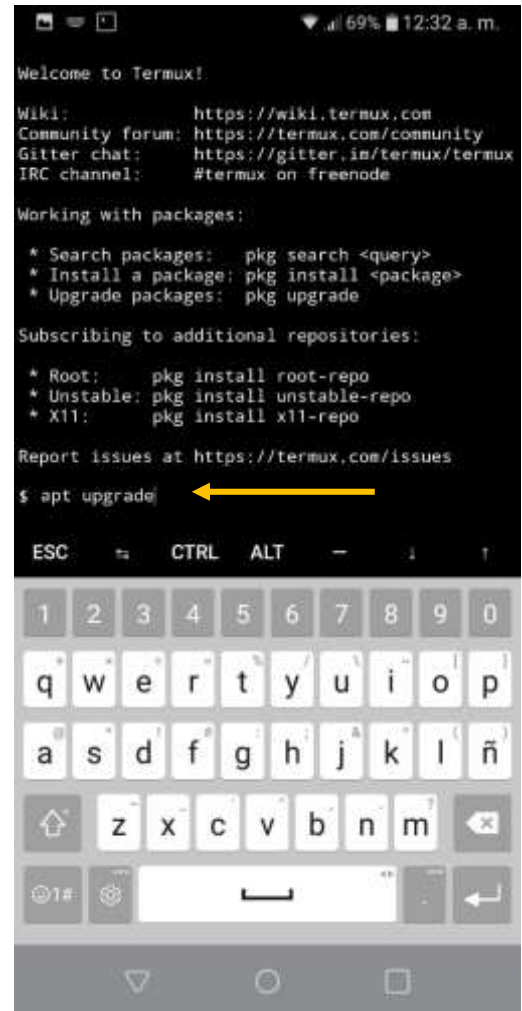 69% 12:32 a. m.
Welcome to Termux!
Wiki: https://wiki.termux.com
Community forum: https://termux.com/community
Gitter chat: https://gitter.im/termux/termux
IRC channel: #termux on freenode
Working with packages:
* Search packages: pkg search <query>
* Install a package: pkg install <package>
* Upgrade packages: pkg upgrade
Subscribing to additional repositories:
* Root: pkg install root-repo
* Unstable: pkg install unstable-repo
* X11: pkg install x11-repo
Report issues at https://termux.com/issues
$ apt upgrade
ESC ↹ CTRL ALT — ↓ ↑
1 2 3 4 5 6 7 8 9 0
q w e r t y u i o p
a s d f g h j k l ñ
z x c v b n m
1# .